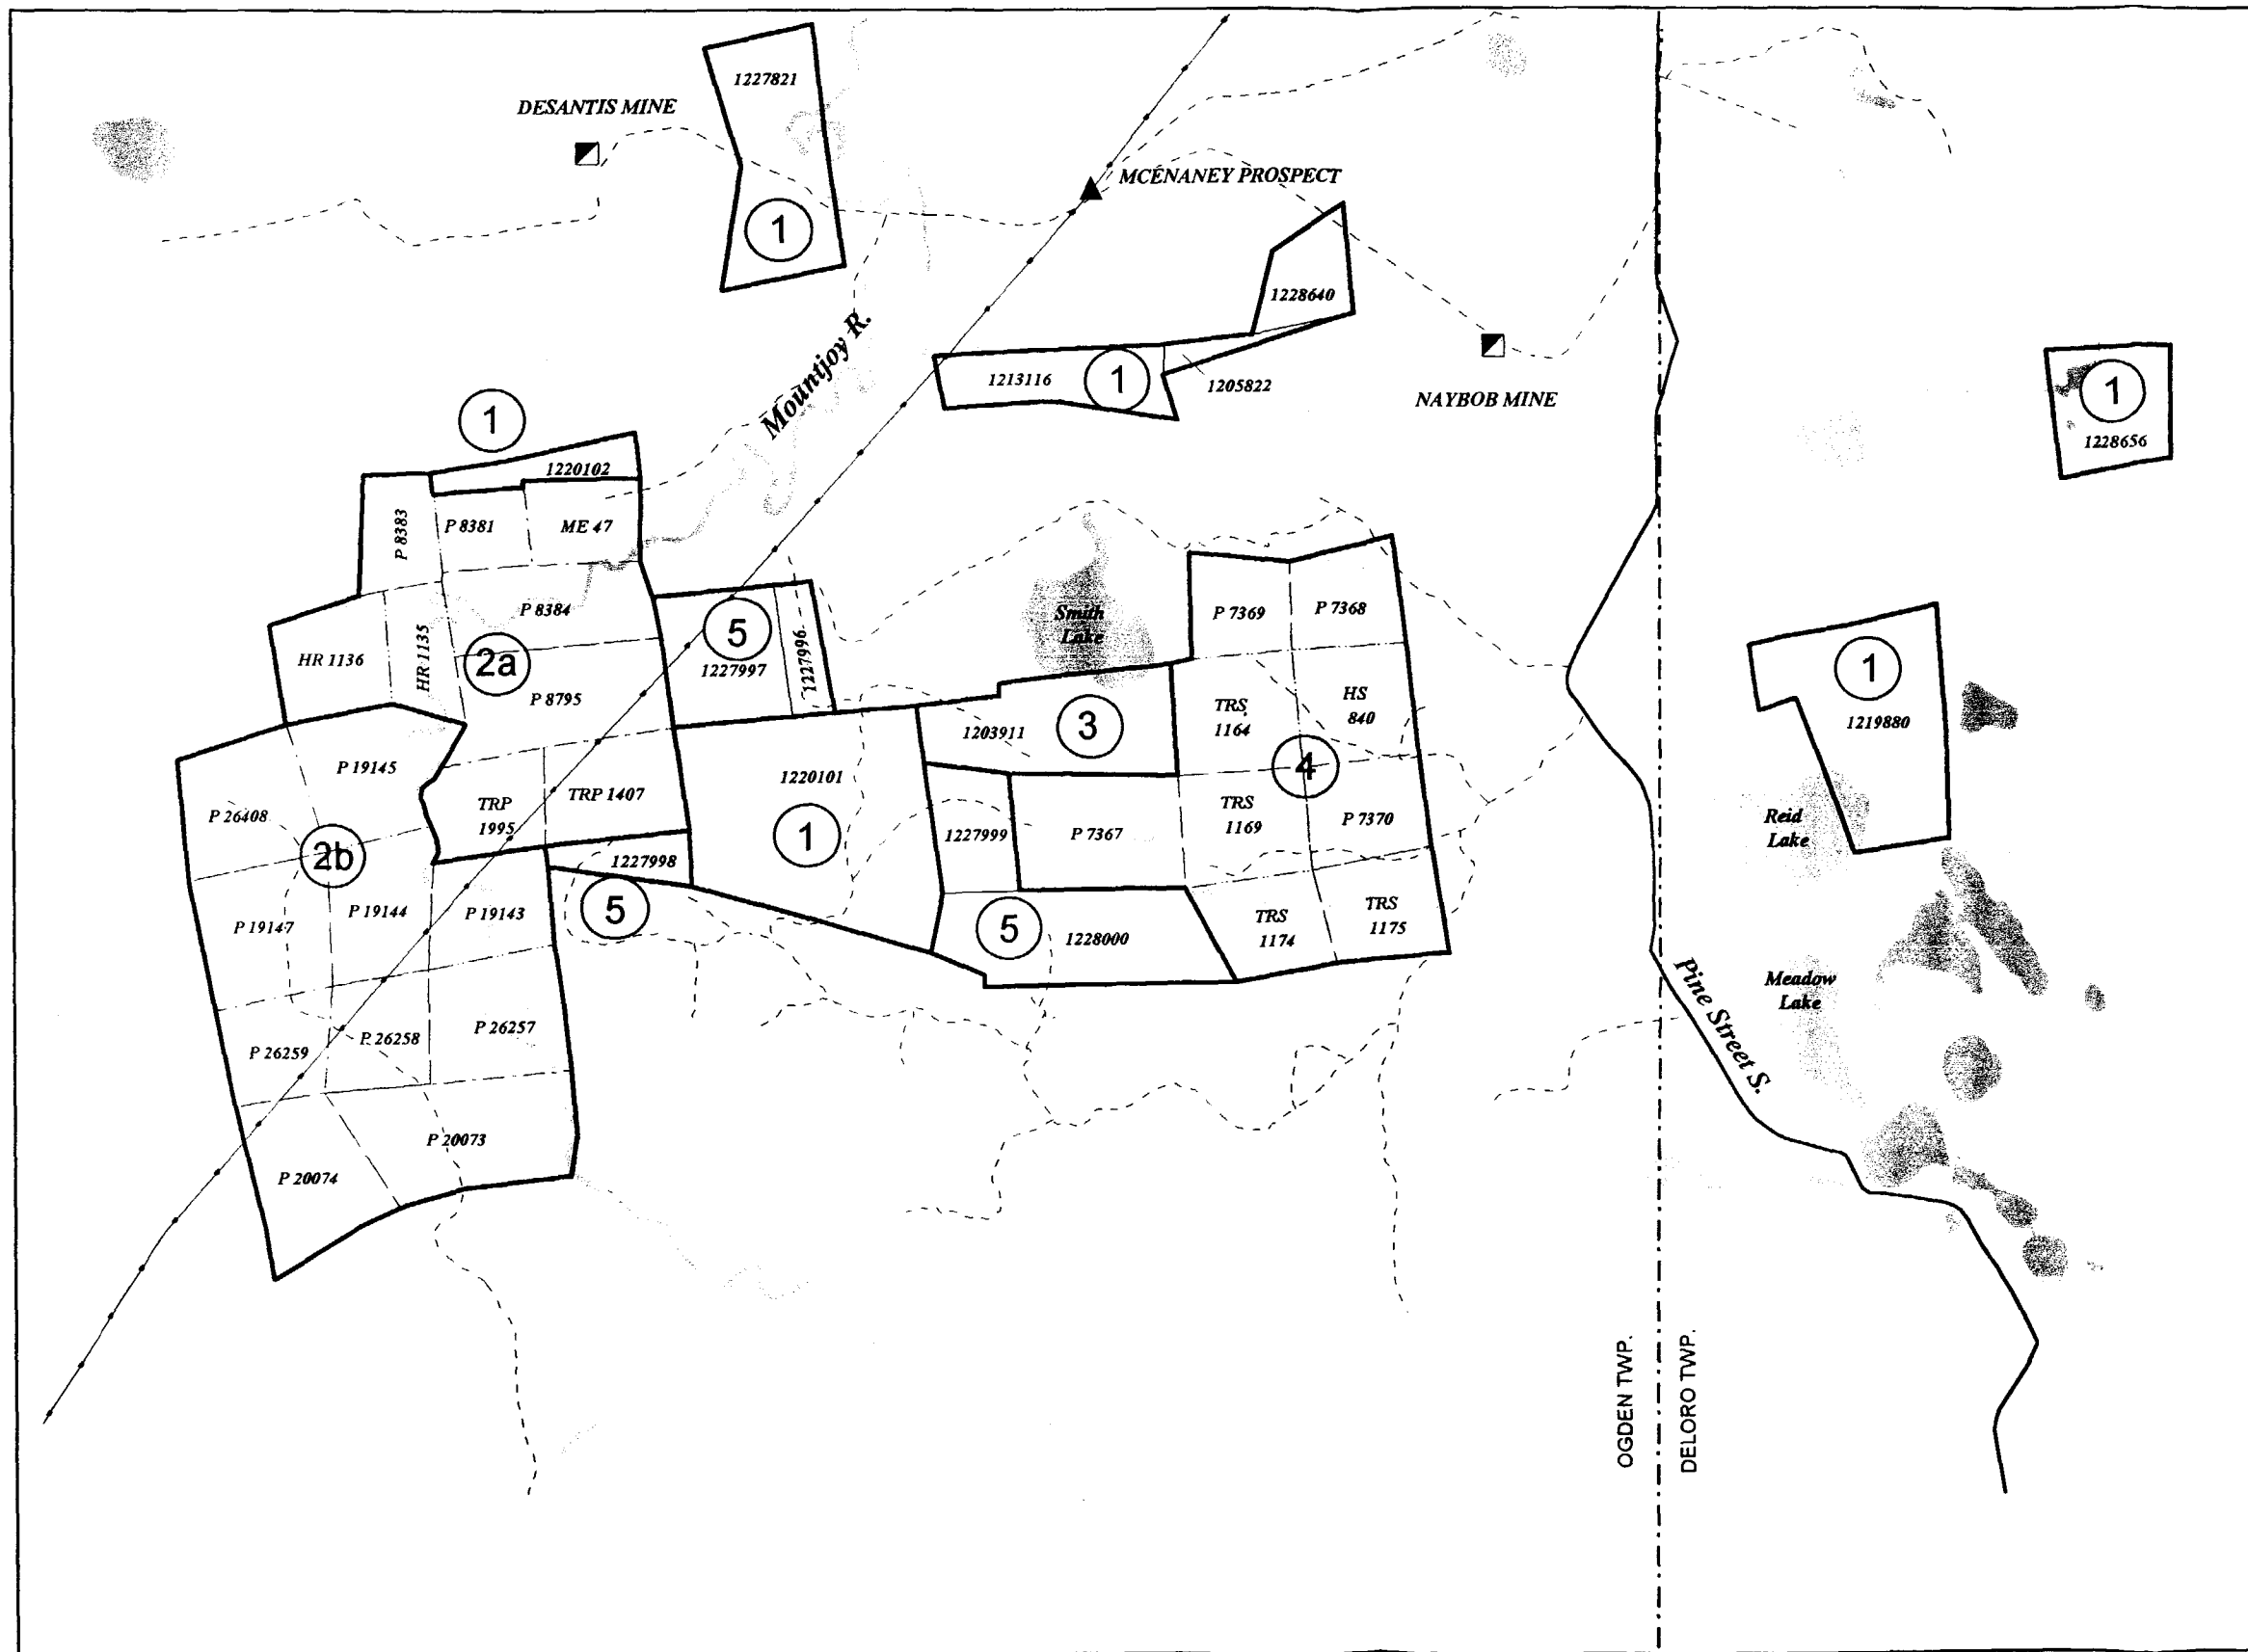 1227821
DESANTIS MINE
MCENANEY PROSPECT
1
1228640
Mountjoy R.
1213116
1
1205822
NAYBOB MINE
1
1228656
1
1220102
P 8383
P 8381
ME 47
P 8384
HR 1136
HR 1135
2a
P 8795
5
1227997
1227996
Smith
Lake
P 7369
P 7368
1
1219880
TRS
1164
HS
840
1203911
3
4
P 19145
P 26408
TRP
1995
TRP 1407
1220101
1
1227999
P 7367
TRS
1169
P 7370
Reid
Lake
2b
1227998
5
P 19147
P 19144
P 19143
5
1228000
TRS
1174
TRS
1175
Meadow
Lake
Pine Street S.
P 26259
P 26258
P 26257
P 20073
P 20074
OGDEN TWP.
DELORO TWP.